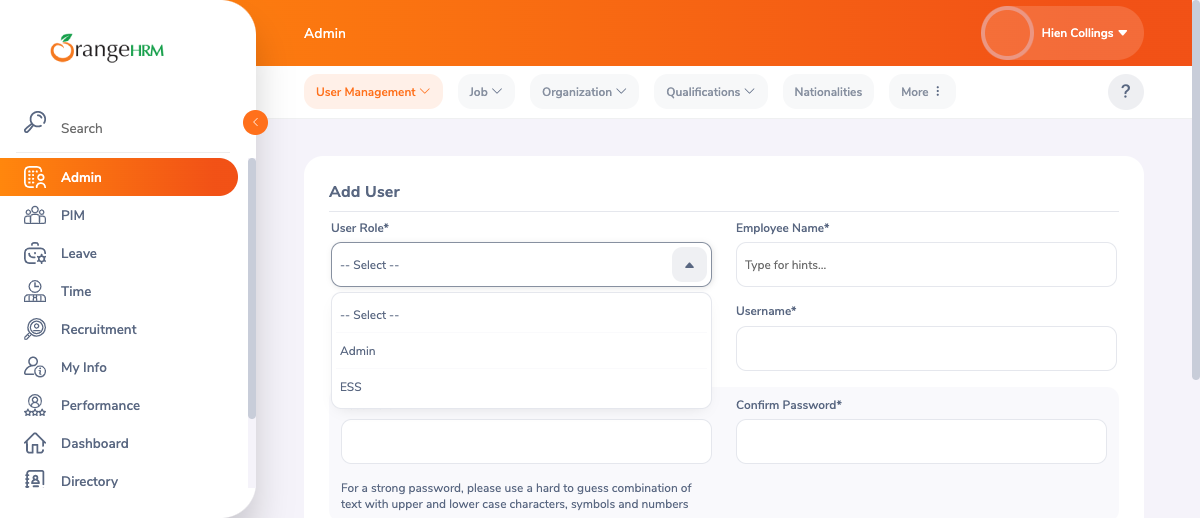 OrangeHRM
Search
Admin
PIM
Leave
Time
Recruitment
My Info
Performance
Dashboard
Directory
Admin
Hien Collings
User Management
Job
Organization
Qualifications
Nationalities
More
?
Add User
User Role*
Employee Name*
-- Select --
Type for hints...
-- Select --
Admin
ESS
Username*
Confirm Password*
For a strong password, please use a hard to guess combination of
text with upper and lower case characters, symbols and numbers